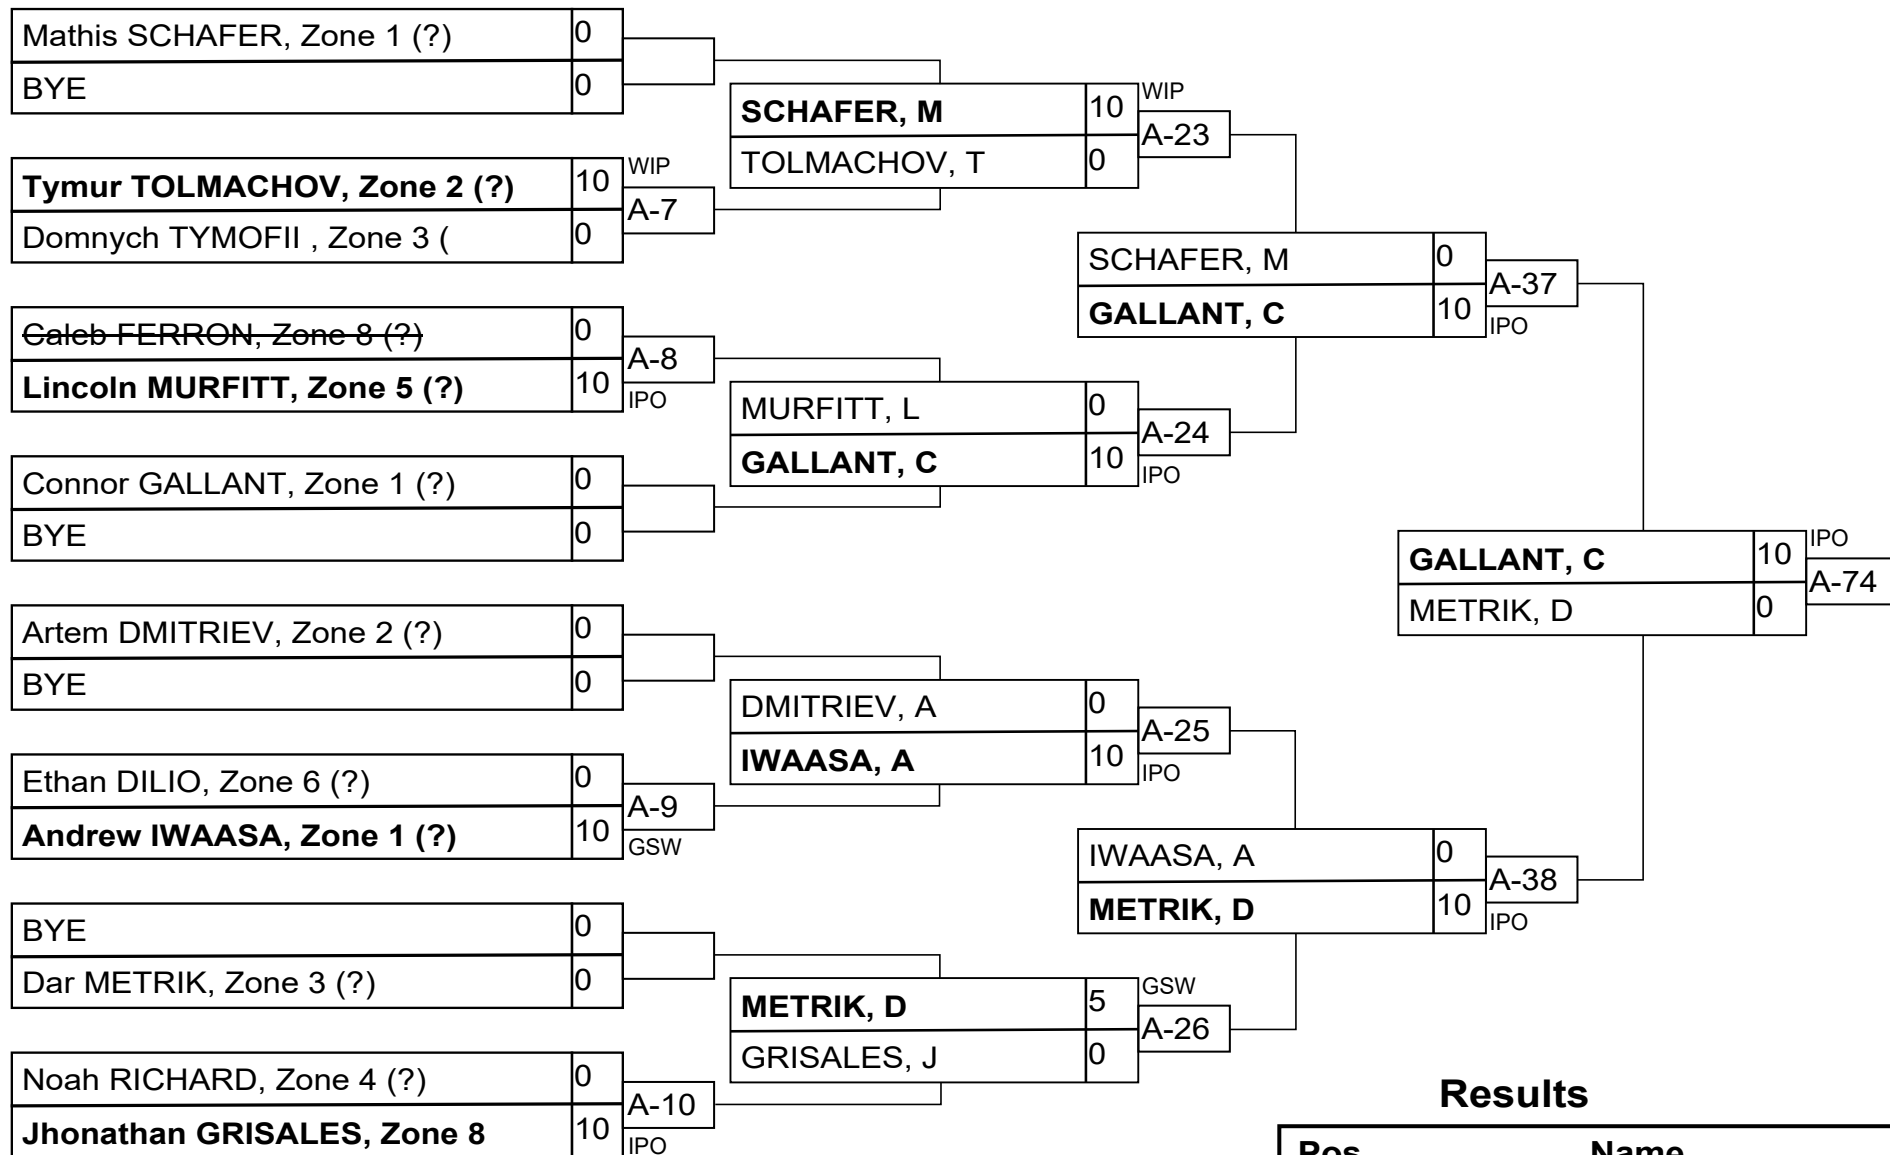 Mathis SCHAFER, Zone 1 (?) 0
BYE 0
Tymur TOLMACHOV, Zone 2 (?) 10 WIP
A-7
Domnych TYMOFII , Zone 3 ( 0
Caleb FERRON, Zone 8 (?) 0
A-8
Lincoln MURFITT, Zone 5 (?) 10 IPO
Connor GALLANT, Zone 1 (?) 0
BYE 0
Artem DMITRIEV, Zone 2 (?) 0
BYE 0
Ethan DILIO, Zone 6 (?) 0
A-9
Andrew IWAASA, Zone 1 (?) 10 GSW
BYE 0
Dar METRIK, Zone 3 (?) 0
Noah RICHARD, Zone 4 (?) 0
A-10
Jhonathan GRISALES, Zone 8 10 IPO
SCHAFER, M 10 WIP
A-23
TOLMACHOV, T 0
MURFITT, L 0
A-24
GALLANT, C 10 IPO
DMITRIEV, A 0
A-25
IWAASA, A 10 IPO
METRIK, D 5 GSW
A-26
GRISALES, J 0
SCHAFER, M 0
A-37
GALLANT, C 10 IPO
IWAASA, A 0
A-38
METRIK, D 10 IPO
GALLANT, C 10 IPO
A-74
METRIK, D 0
Results
Pos Name